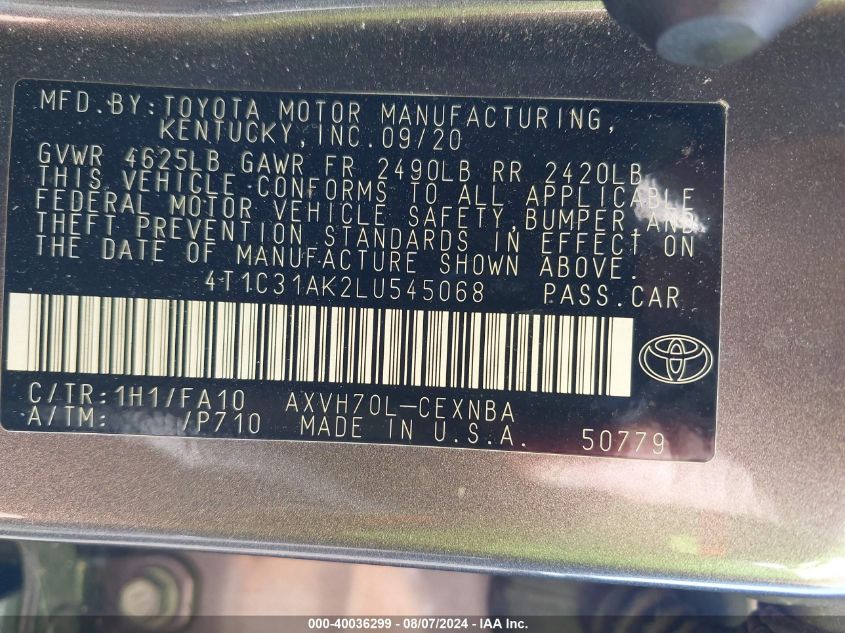 MFD.BY:TOYOTA MOTOR MANUFACTURING,
KENTUCKY,INC.09/20
GVWR 4625LB GAWR FR 2490LB RR 2420LB
THIS VEHICLE CONFORMS TO ALL APPLICABLE
FEDERAL MOTOR VEHICLE SAFETY,BUMPER,AND
THEFT PREVENTION STANDARDS IN EFFECT ON
THE DATE OF MANUFACTURE SHOWN ABOVE.
4T1C31AK2LU545068 PASS.CAR
C/TR:1H1/FA10 AXVH70L-CEXNBA
A/TM: /P710 MADE IN U.S.A. 50779
000-40036299 - 08/07/2024 - IAA Inc.